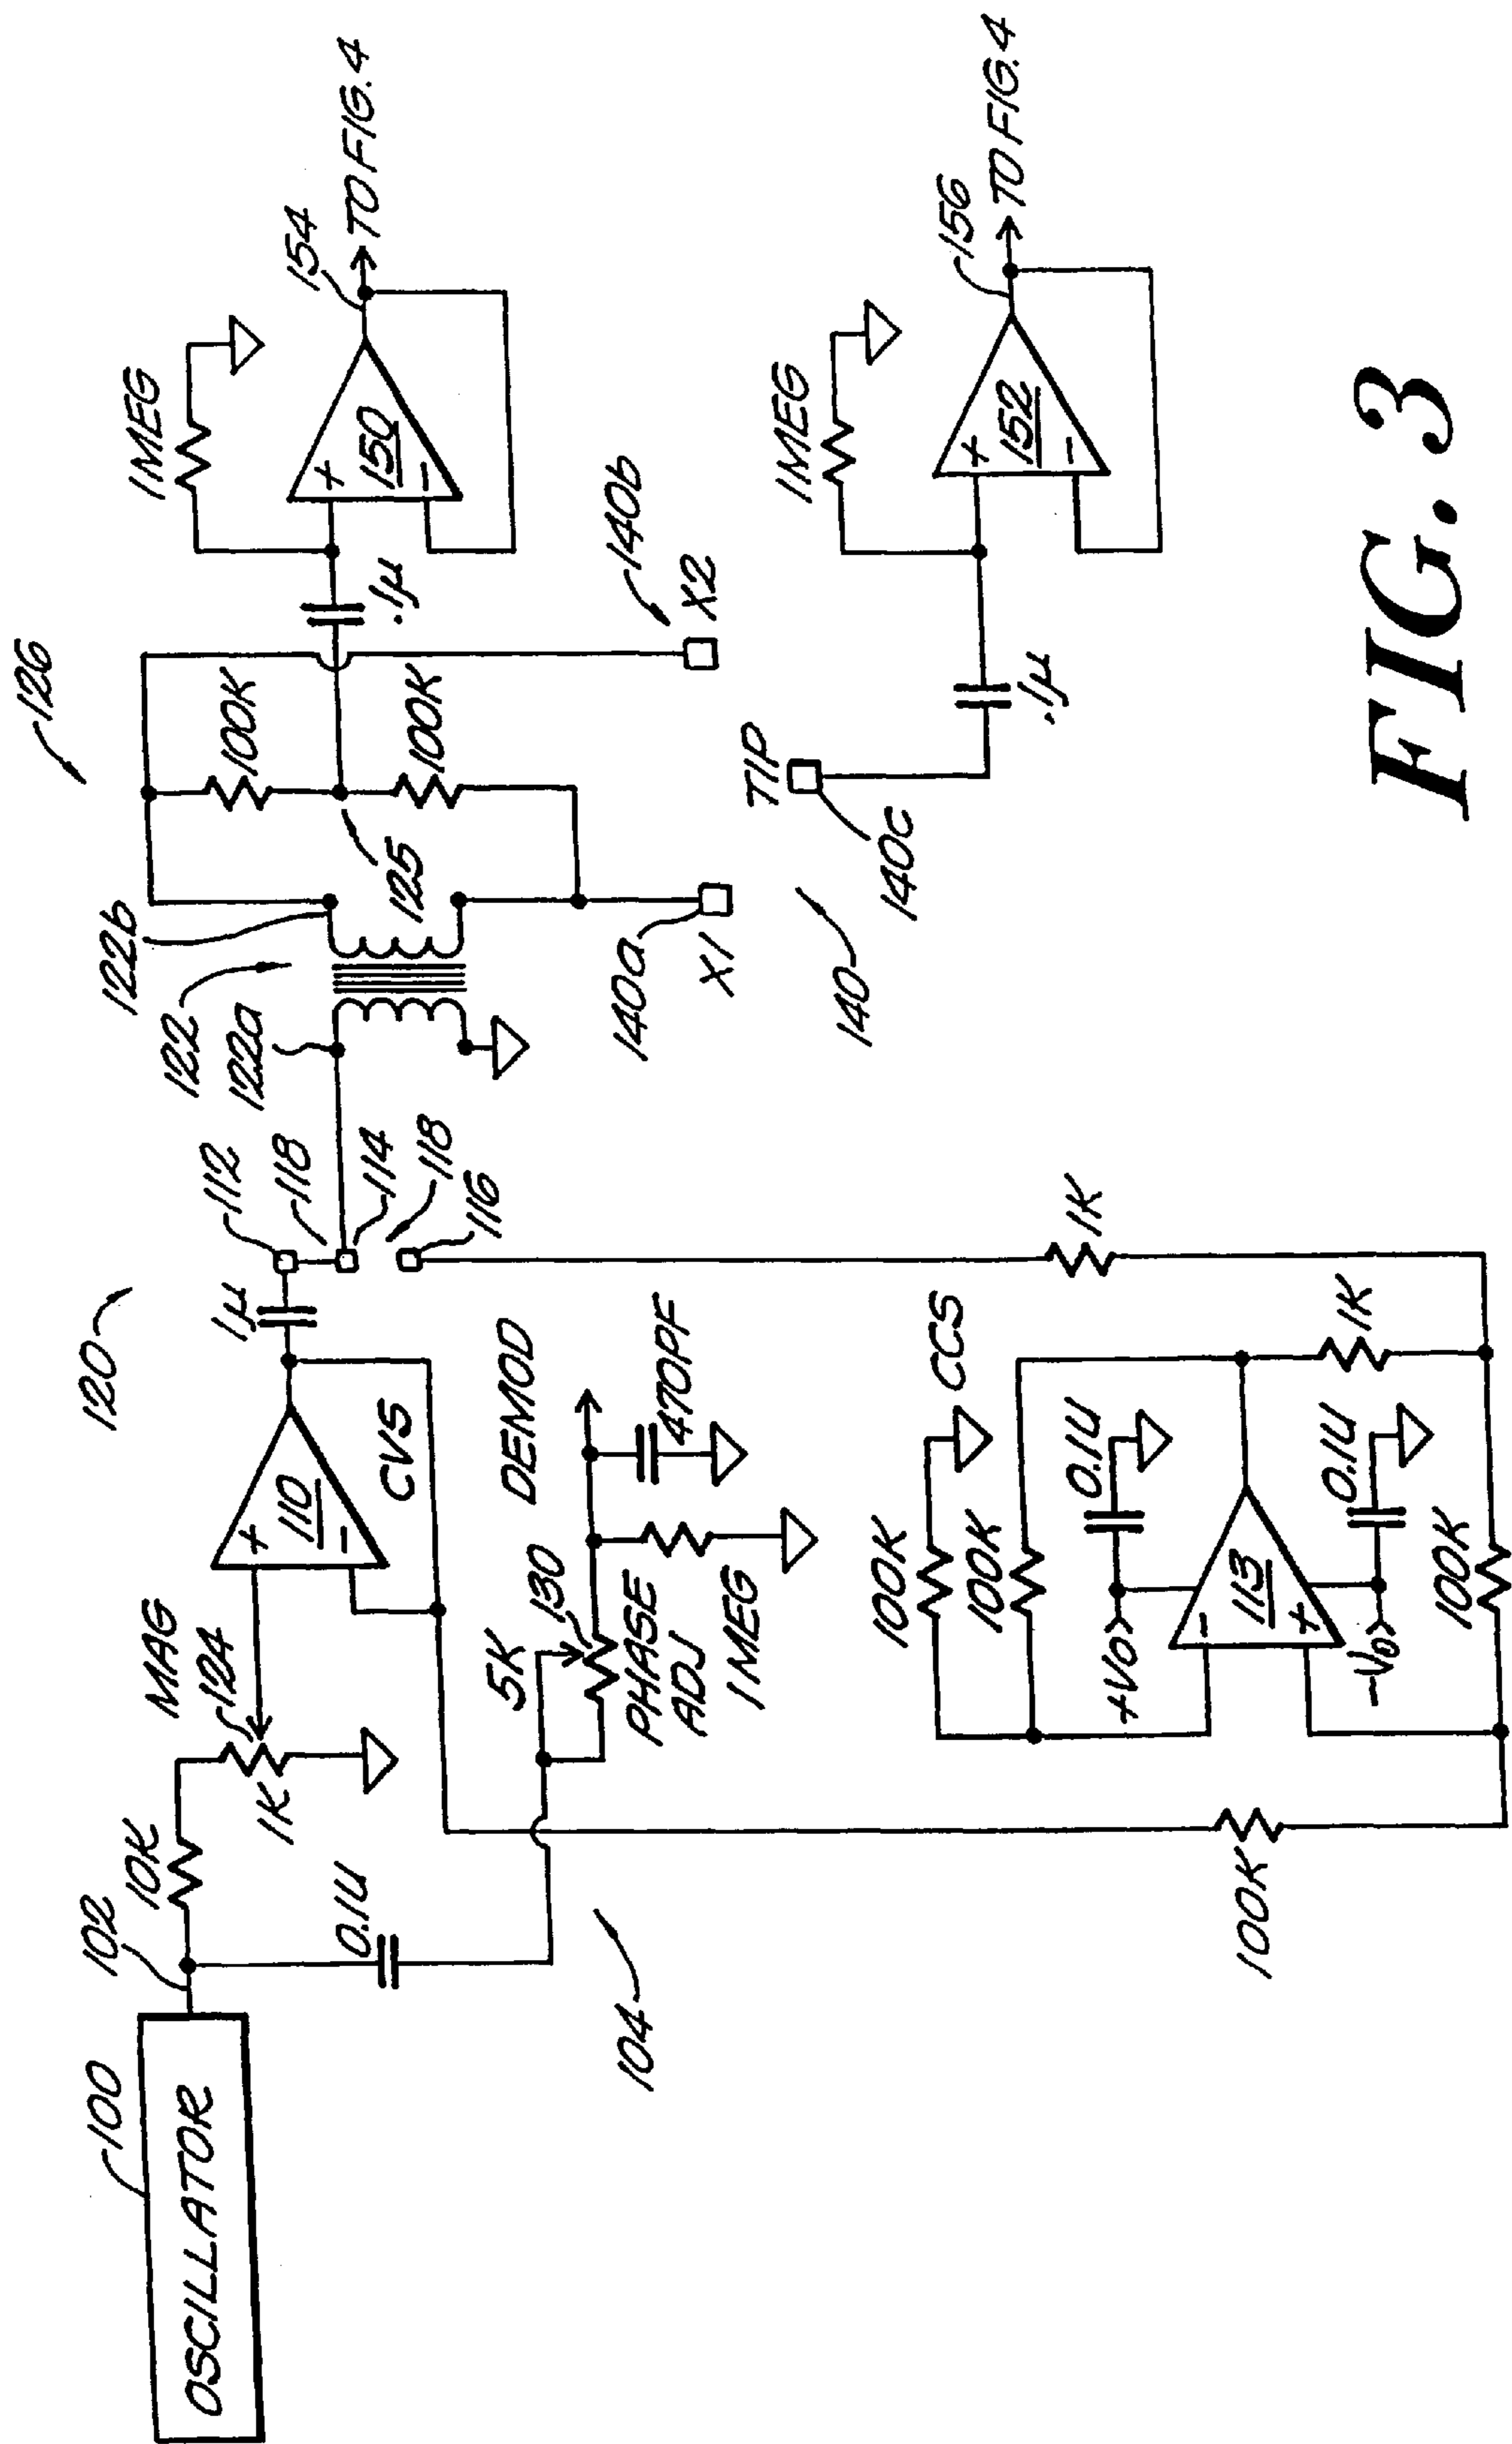 126
1MEG
154
TO FIG. 4
+
150
−
.1µ
122b
122
122a
100K
125
100K
140b
X2
140a
X1
120
112
118
114
118
116
1µ
110
+
−
CVS
MAG
124
1K
10K
102
100
OSCILLATOR
0.1U
5K
130
PHASE
ADJ
1MEG
DEMOD
470PF
104
TIP
140
140c
.1µ
1MEG
+
152
−
156
TO FIG. 4
1K
CCS
100K
100K
0.1U
+Vo>
−
113
+
−Vo>
0.1U
1K
100K
100K
FIG. 3